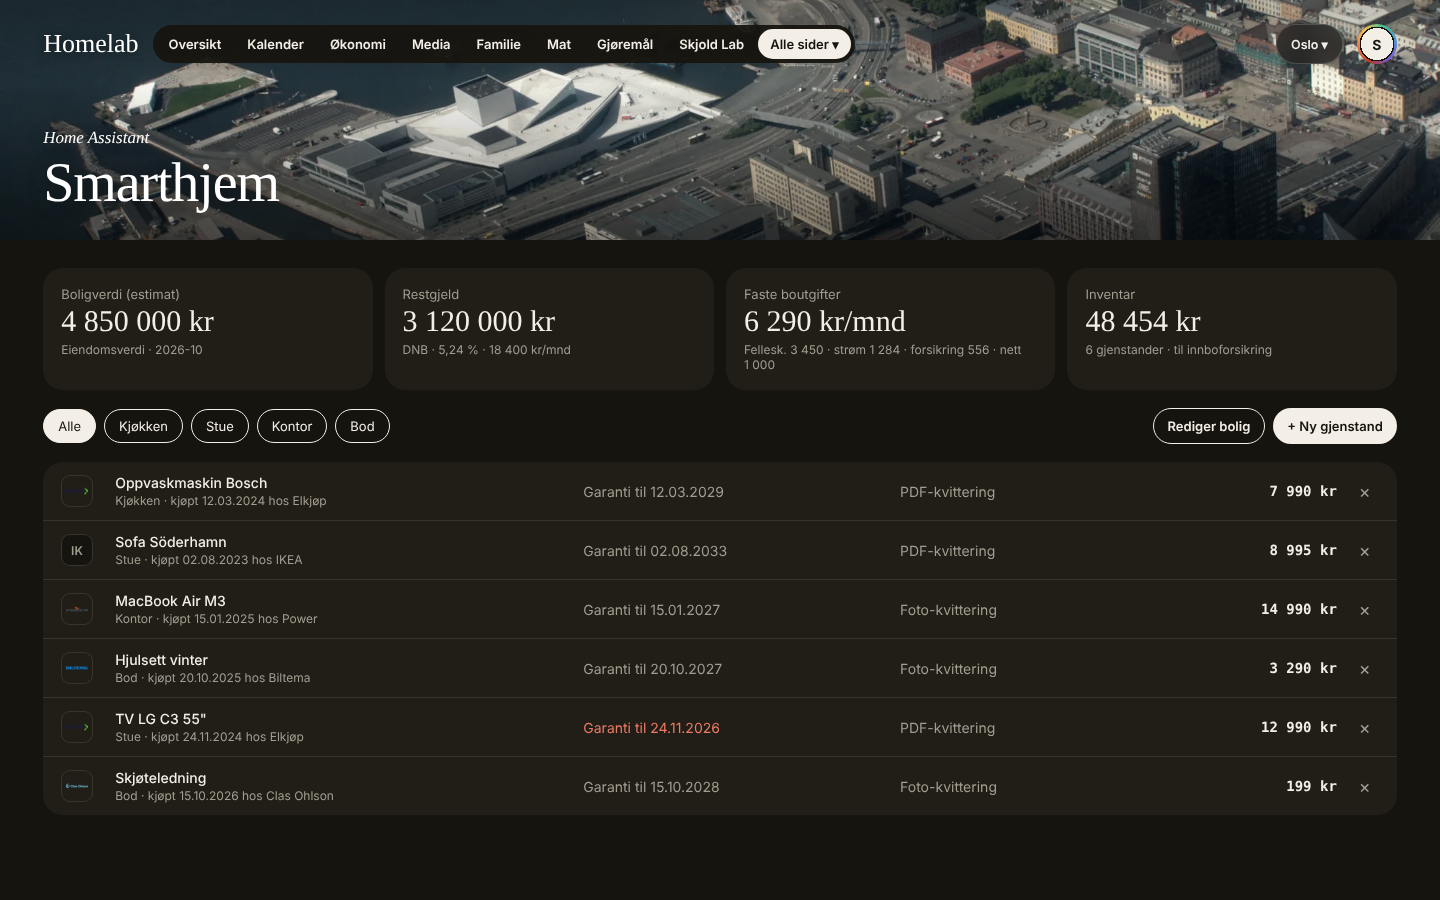 Homelab
Oversikt Kalender Økonomi Media Familie Mat Gjøremål Skjold Lab Alle sider ▾
Oslo ▾ S
Home Assistant
Smarthjem
Boligverdi (estimat)
4 850 000 kr
Eiendomsverdi · 2026-10
Restgjeld
3 120 000 kr
DNB · 5,24 % · 18 400 kr/mnd
Faste boutgifter
6 290 kr/mnd
Fellesk. 3 450 · strøm 1 284 · forsikring 556 · nett
1 000
Inventar
48 454 kr
6 gjenstander · til innboforsikring
Alle Kjøkken Stue Kontor Bod
Rediger bolig + Ny gjenstand
Oppvaskmaskin Bosch
Kjøkken · kjøpt 12.03.2024 hos Elkjøp
Garanti til 12.03.2029 PDF-kvittering 7 990 kr ×
IK
Sofa Söderhamn
Stue · kjøpt 02.08.2023 hos IKEA
Garanti til 02.08.2033 PDF-kvittering 8 995 kr ×
MacBook Air M3
Kontor · kjøpt 15.01.2025 hos Power
Garanti til 15.01.2027 Foto-kvittering 14 990 kr ×
Hjulsett vinter
Bod · kjøpt 20.10.2025 hos Biltema
Garanti til 20.10.2027 Foto-kvittering 3 290 kr ×
TV LG C3 55"
Stue · kjøpt 24.11.2024 hos Elkjøp
Garanti til 24.11.2026 PDF-kvittering 12 990 kr ×
Skjøteledning
Bod · kjøpt 15.10.2026 hos Clas Ohlson
Garanti til 15.10.2028 Foto-kvittering 199 kr ×